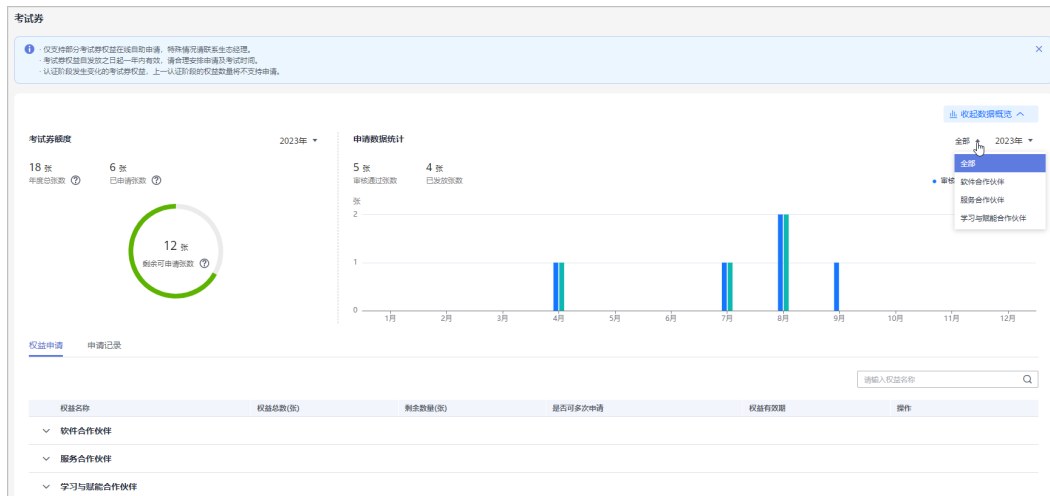 考试券
· 仅支持部分考试券权益在线自助申请，特殊情况请联系生态经理。
· 考试券权益自发放之日起一年内有效，请合理安排申请及考试时间。
· 认证阶段发生变化的考试券权益，上一认证阶段的权益数量将不支持申请。
收起数据概览
考试券额度
2023年
18 张
年度总张数
6 张
已申请张数
12 张
剩余可申请张数
申请数据统计
全部
2023年
5 张
审核通过张数
4 张
已发放张数
全部
软件合作伙伴
服务合作伙伴
学习与赋能合作伙伴
审核
张
2
1
0
1月 2月 3月 4月 5月 6月 7月 8月 9月 10月 11月 12月
权益申请 申请记录
请输入权益名称
权益名称 权益总数(张) 剩余数量(张) 是否可多次申请 权益有效期 操作
软件合作伙伴
服务合作伙伴
学习与赋能合作伙伴